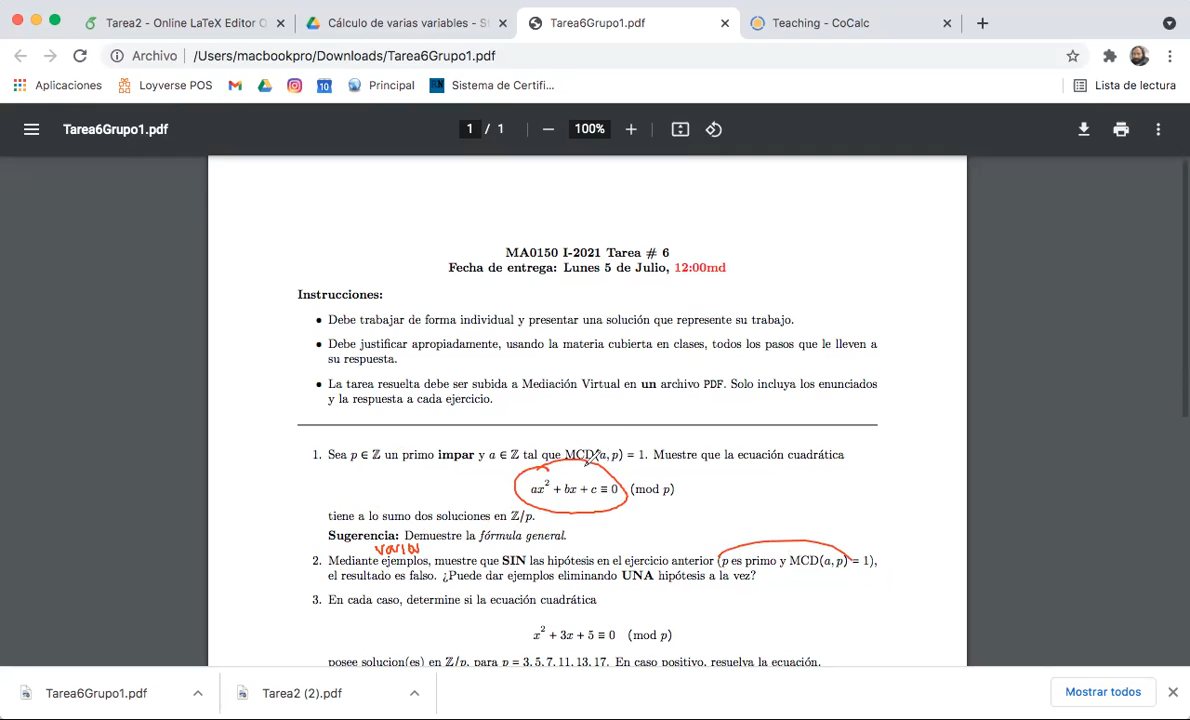 Tarea2 - Online LaTeX Editor O
Cálculo de varias variables - S
Tarea6Grupo1.pdf
Teaching - CoCalc
Archivo | /Users/macbookpro/Downloads/Tarea6Grupo1.pdf
Aplicaciones
Loyverse POS
10
Principal
Sistema de Certifi...
Lista de lectura
Tarea6Grupo1.pdf
1 / 1
100%
MA0150 I-2021 Tarea # 6
Fecha de entrega: Lunes 5 de Julio, 12:00md
Instrucciones:
• Debe trabajar de forma individual y presentar una solución que represente su trabajo.
• Debe justificar apropiadamente, usando la materia cubierta en clases, todos los pasos que le lleven a
su respuesta.
• La tarea resuelta debe ser subida a Mediación Virtual en un archivo PDF. Solo incluya los enunciados
y la respuesta a cada ejercicio.
1. Sea p ∈ ℤ un primo impar y a ∈ ℤ tal que MCD(a, p) = 1. Muestre que la ecuación cuadrática
ax² + bx + c ≡ 0 (mod p)
tiene a lo sumo dos soluciones en ℤ/p.
Sugerencia: Demuestre la fórmula general.
varios
2. Mediante ejemplos, muestre que SIN las hipótesis en el ejercicio anterior (p es primo y MCD(a, p) = 1),
el resultado es falso. ¿Puede dar ejemplos eliminando UNA hipótesis a la vez?
3. En cada caso, determine si la ecuación cuadrática
x² + 3x + 5 ≡ 0 (mod p)
posee solucion(es) en ℤ/p, para p = 3, 5, 7, 11, 13, 17. En caso positivo, resuelva la ecuación.
Tarea6Grupo1.pdf
Tarea2 (2).pdf
Mostrar todos